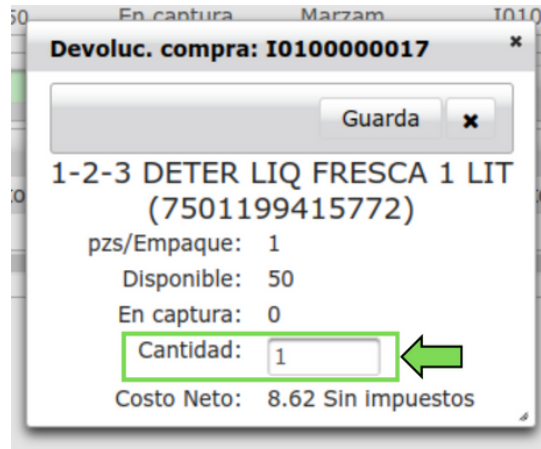 En captura Marzam I010
Devoluc. compra: I0100000017 ×
Guarda ×
1-2-3 DETER LIQ FRESCA 1 LIT
(7501199415772)
pzs/Empaque: 1
Disponible: 50
En captura: 0
Cantidad: 1
Costo Neto: 8.62 Sin impuestos